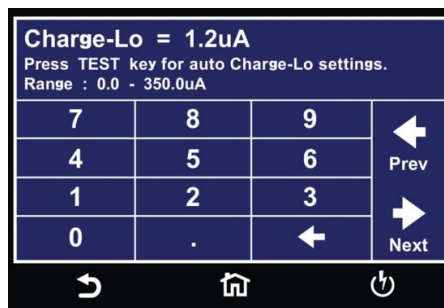 Charge-Lo = 1.2uA
Press TEST key for auto Charge-Lo settings.
Range : 0.0 - 350.0uA
7 8 9
4 5 6 Prev
1 2 3
0 . Next